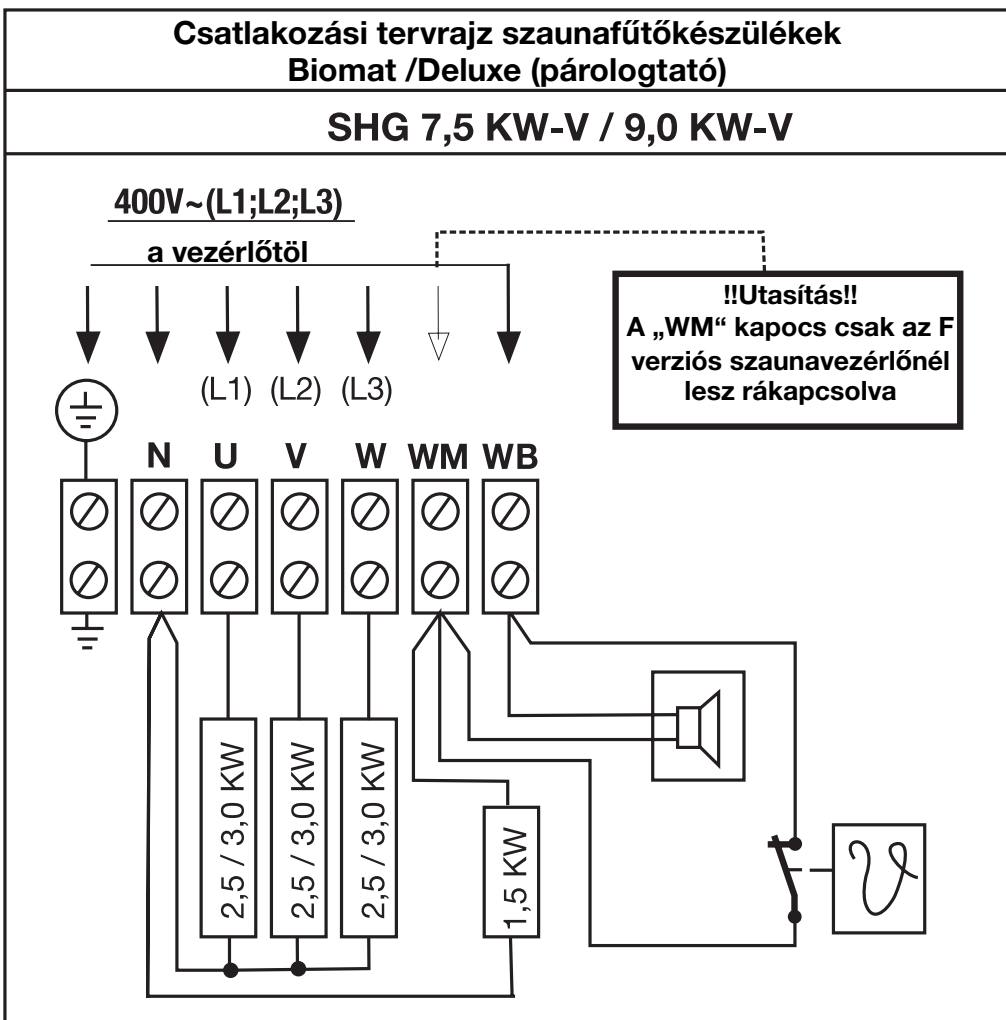 Csatlakozási tervrajz szaunafűtőkészülékek
Biomat /Deluxe (párologtató)
SHG 7,5 KW-V / 9,0 KW-V
400V~(L1;L2;L3)
a vezérlőtöl
!!Utasítás!!
A „WM“ kapocs csak az F
verziós szaunavezérlőnél
lesz rákapcsolva
(L1) (L2) (L3)
N U V W WM WB
2,5 / 3,0 KW
2,5 / 3,0 KW
2,5 / 3,0 KW
1,5 KW
ϑ